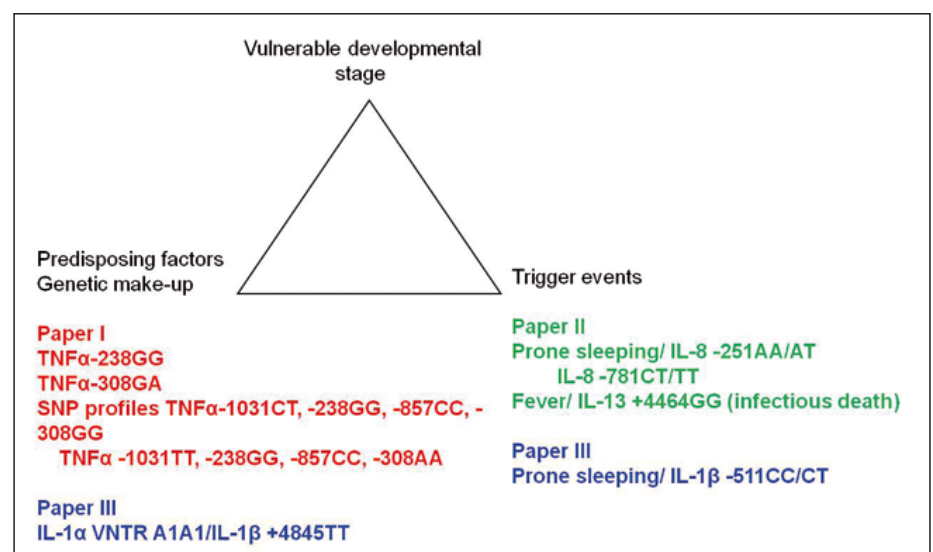 Vulnerable developmental
stage
Predisposing factors
Genetic make-up
Paper I
TNFα-238GG
TNFα-308GA
SNP profiles TNFα-1031CT, -238GG, -857CC, -
308GG
TNFα -1031TT, -238GG, -857CC, -308AA
Paper III
IL-1α VNTR A1A1/IL-1β +4845TT
Trigger events
Paper II
Prone sleeping/ IL-8 -251AA/AT
IL-8 -781CT/TT
Fever/ IL-13 +4464GG (infectious death)
Paper III
Prone sleeping/ IL-1β -511CC/CT